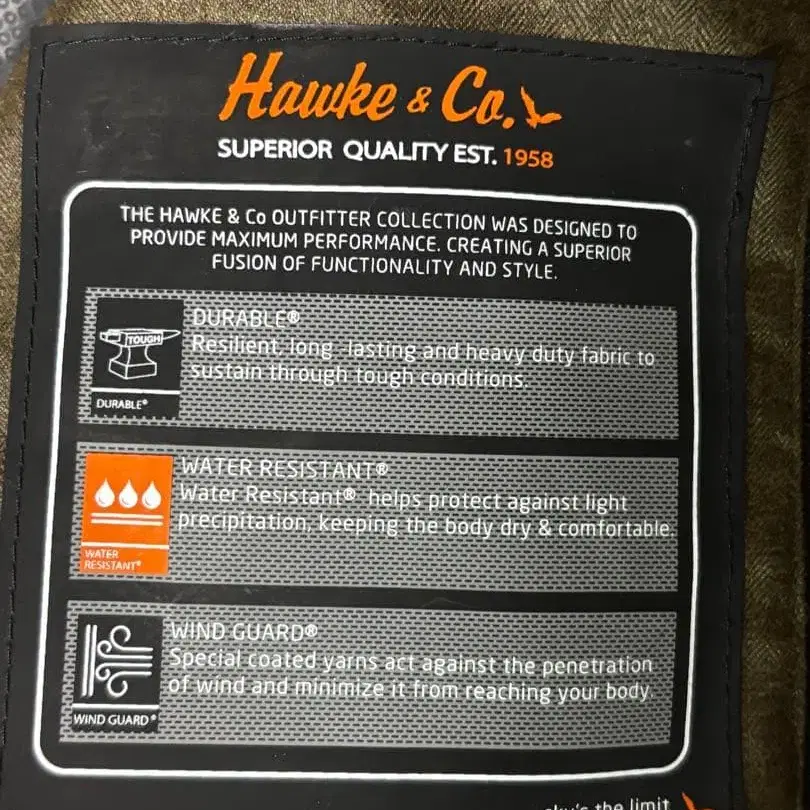 Hawke & Co.
SUPERIOR QUALITY EST. 1958
THE HAWKE & Co OUTFITTER COLLECTION WAS DESIGNED TO
PROVIDE MAXIMUM PERFORMANCE. CREATING A SUPERIOR
FUSION OF FUNCTIONALITY AND STYLE.
TOUGH
DURABLE®
DURABLE®
Resilient, long -lasting and heavy duty fabric to
sustain through tough conditions.
WATER
RESISTANT®
WATER RESISTANT®
Water Resistant® helps protect against light
precipitation, keeping the body dry & comfortable.
WIND GUARD®
WIND GUARD®
Special coated yarns act against the penetration
of wind and minimize it from reaching your body.
the limit